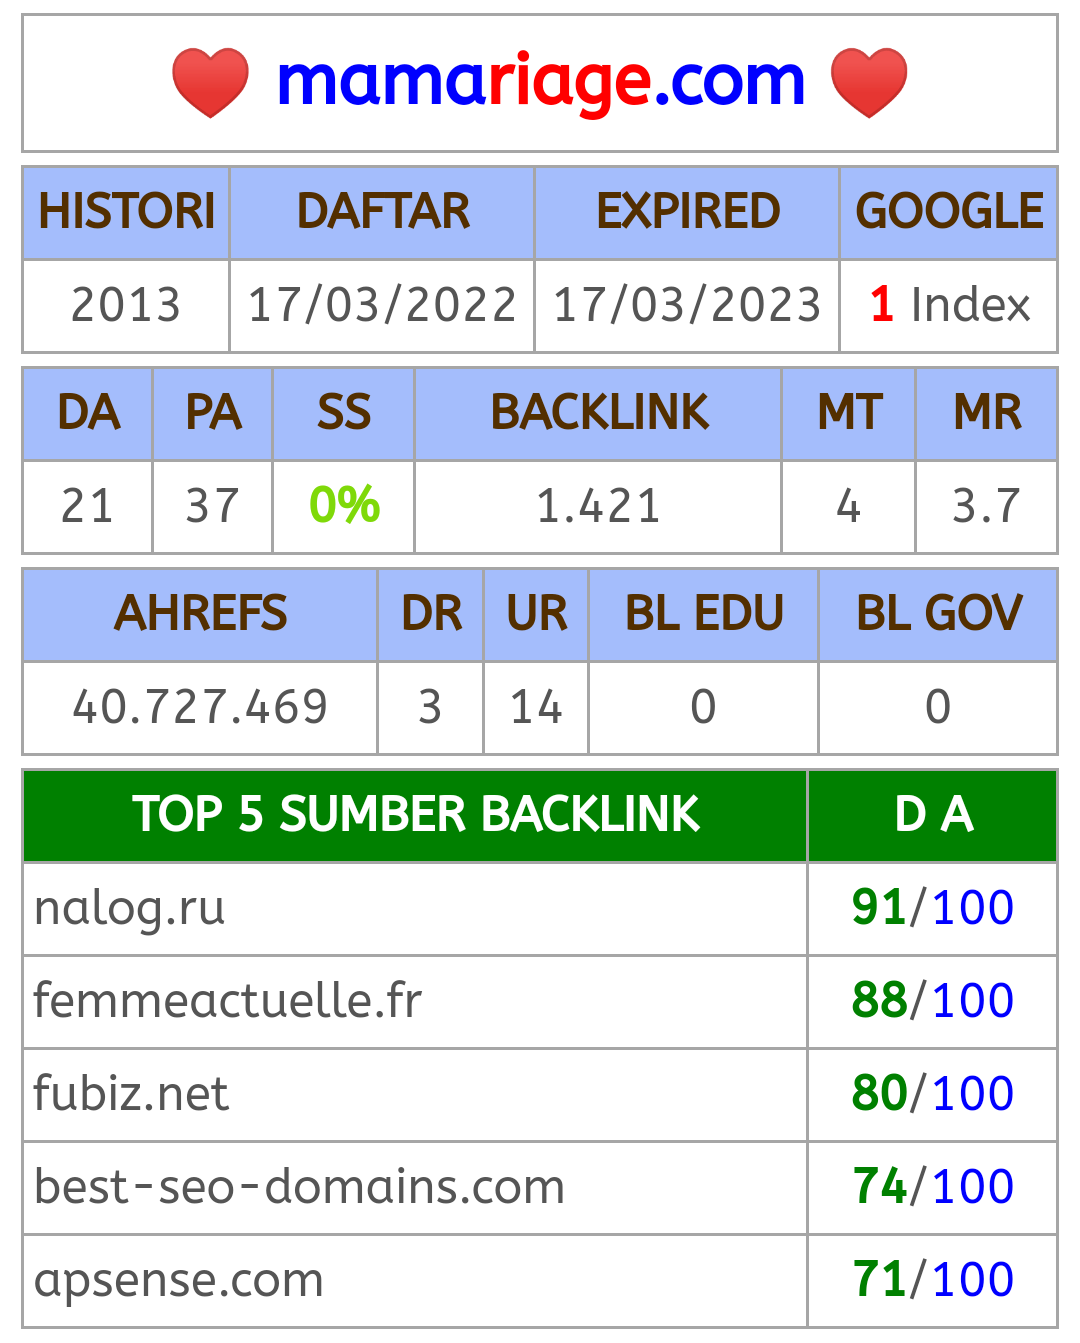 mamariage.com
HISTORI DAFTAR EXPIRED GOOGLE
2013 17/03/2022 17/03/2023 1 Index
DA PA SS BACKLINK MT MR
21 37 0% 1.421 4 3.7
AHREFS DR UR BL EDU BL GOV
40.727.469 3 14 0 0
TOP 5 SUMBER BACKLINK D A
nalog.ru 91/100
femmeactuelle.fr 88/100
fubiz.net 80/100
best-seo-domains.com 74/100
apsense.com 71/100